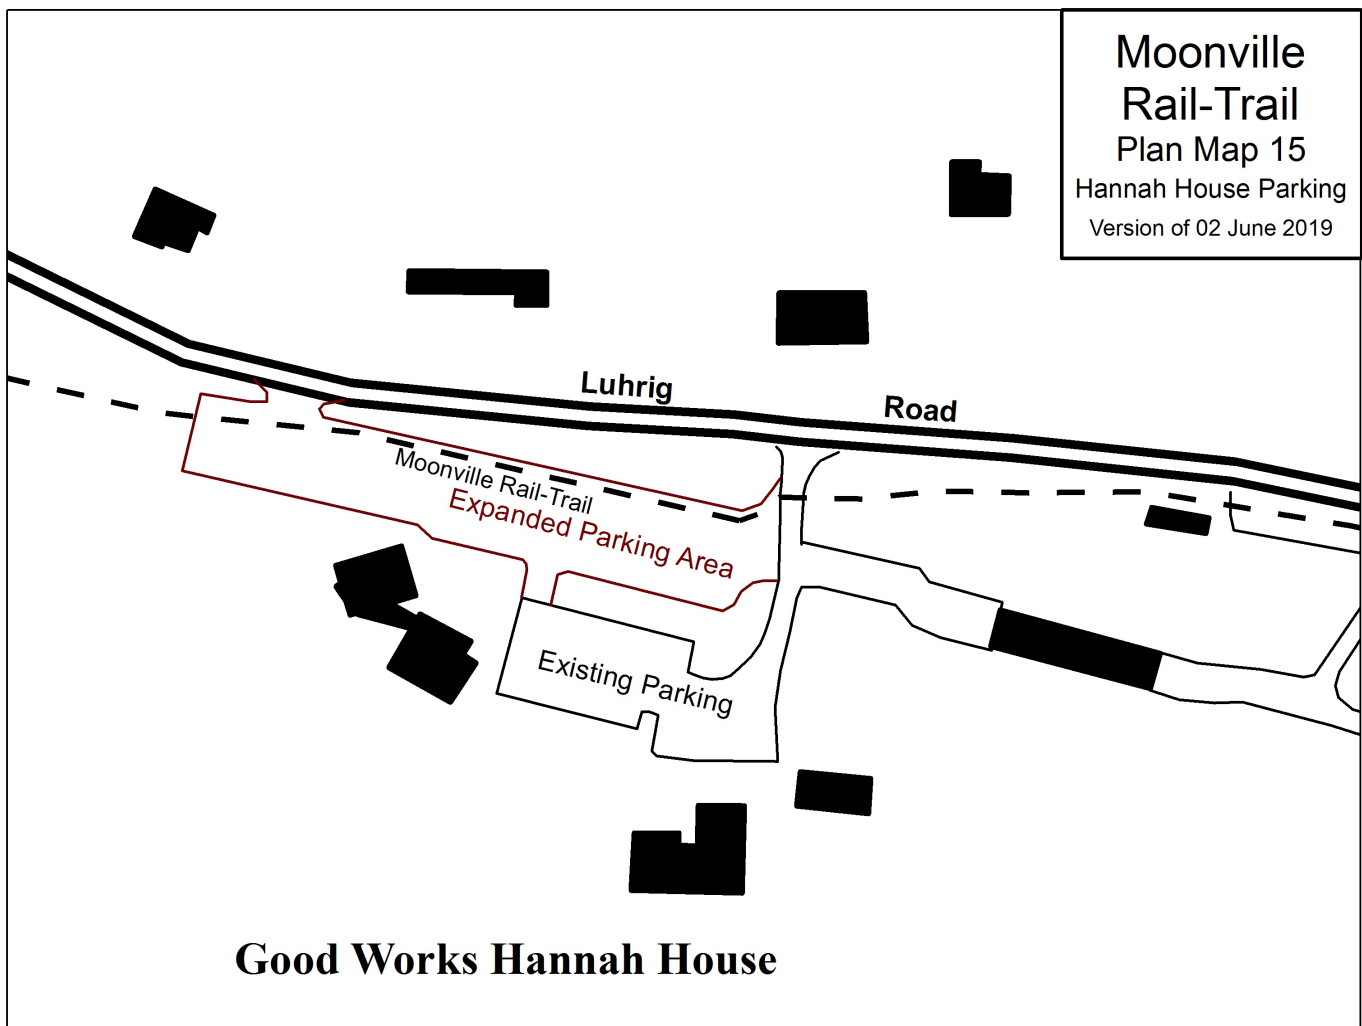 Moonville
Rail-Trail
Plan Map 15
Hannah House Parking
Version of 02 June 2019
Luhrig Road
Moonville Rail-Trail
Expanded Parking Area
Existing Parking
Good Works Hannah House